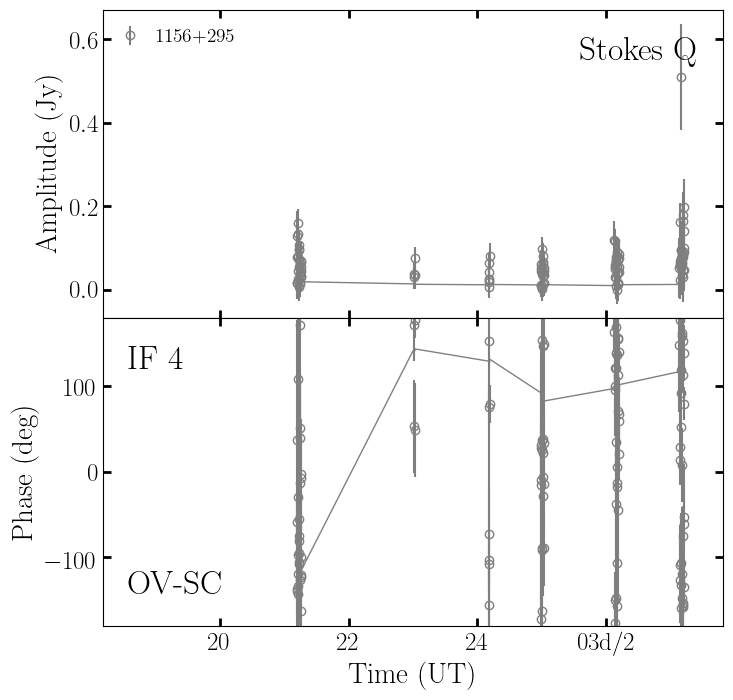 1156+295
Stokes Q
0.6
0.4
0.2
0.0
Amplitude (Jy)
IF 4
100
0
−100
Phase (deg)
OV-SC
20 22 24 03d/2
Time (UT)